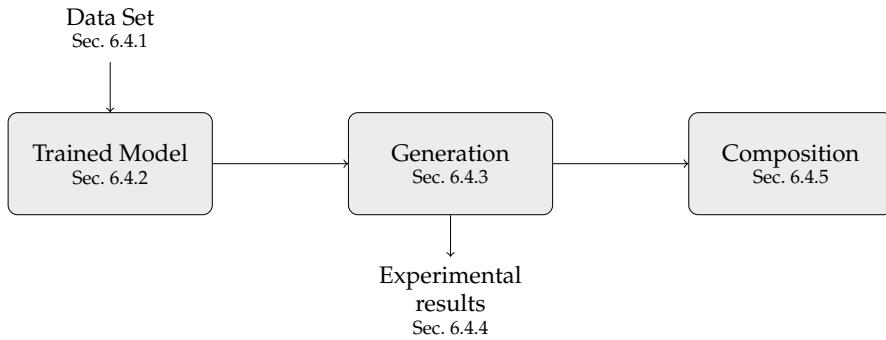 Data Set
Sec. 6.4.1
Trained Model
Sec. 6.4.2
Generation
Sec. 6.4.3
Composition
Sec. 6.4.5
Experimental
results
Sec. 6.4.4